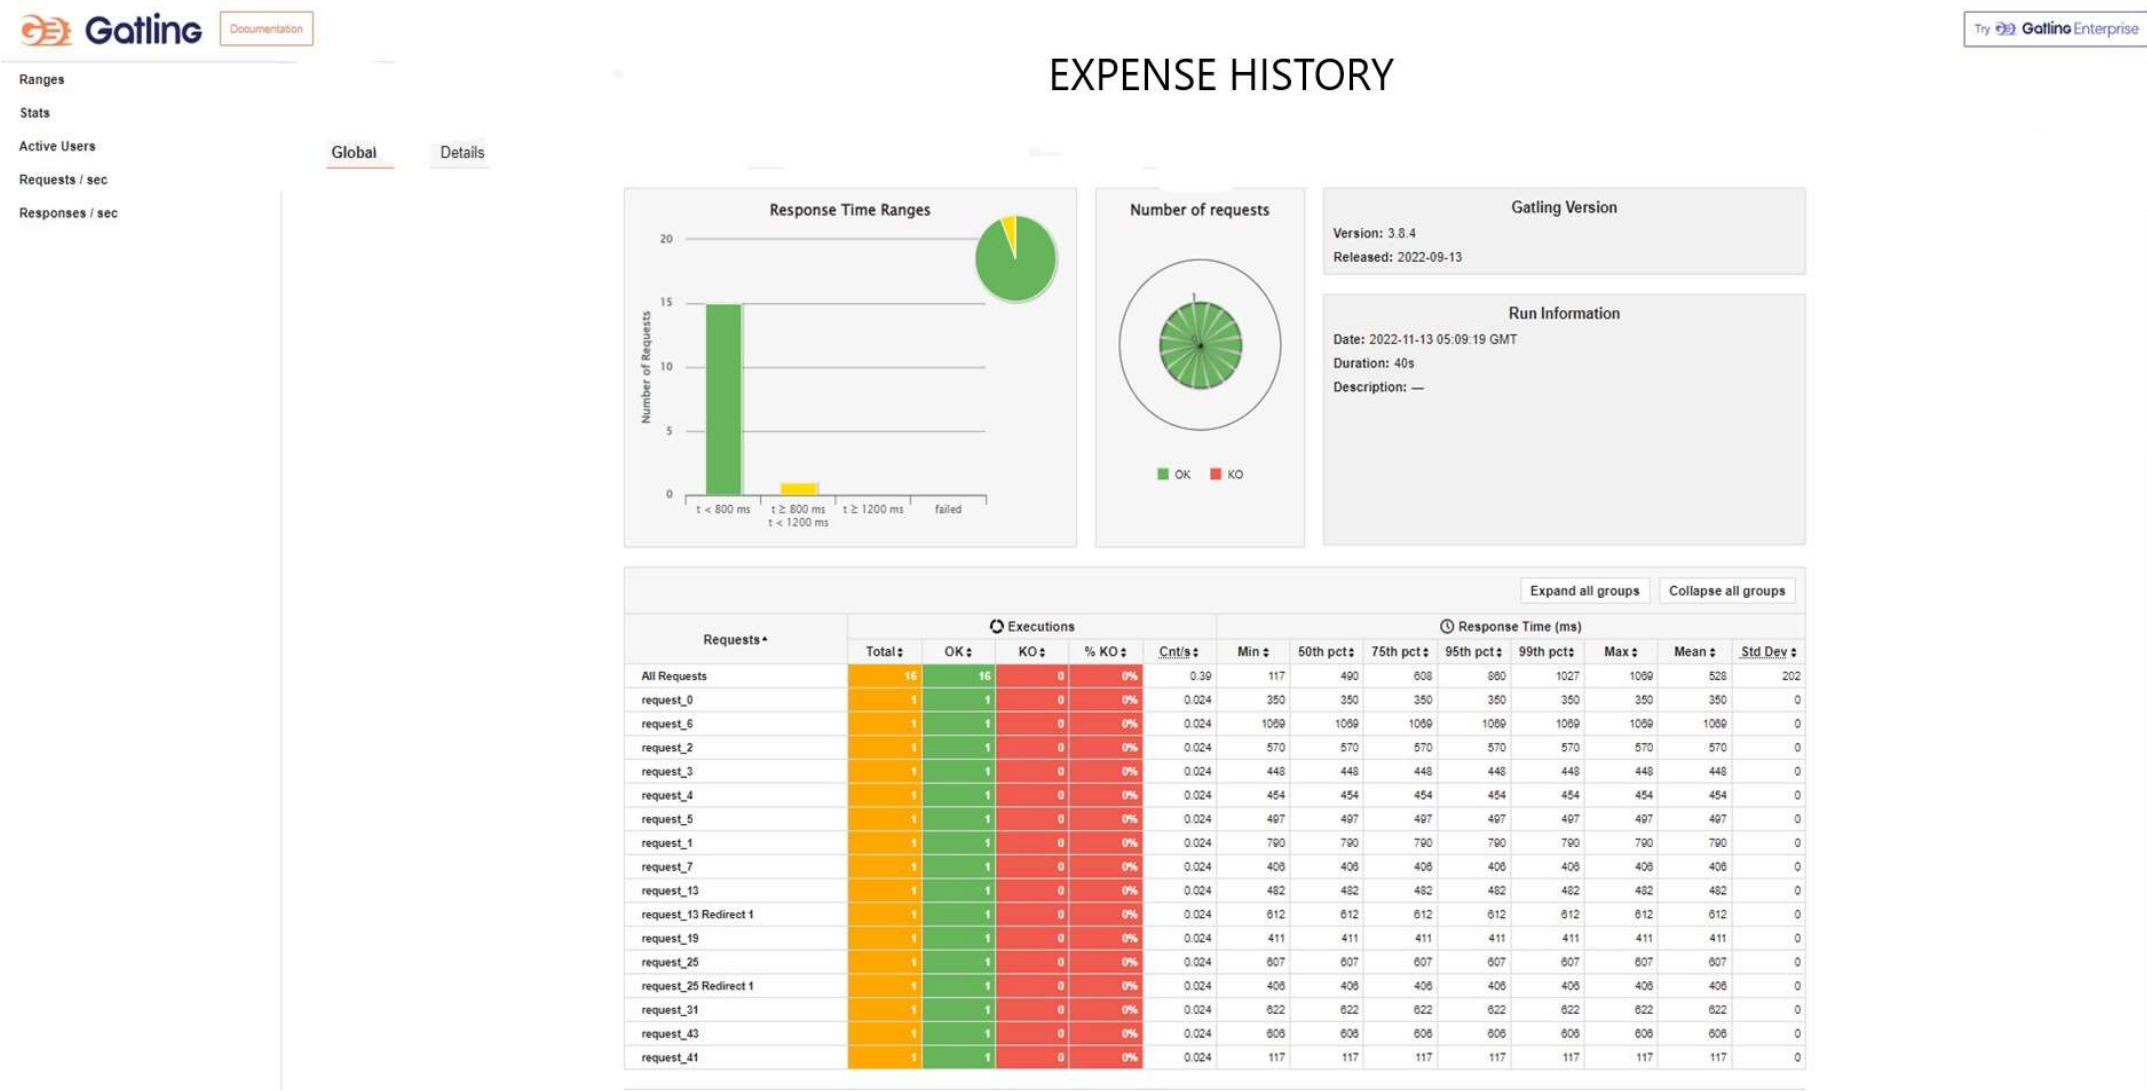 Gatling Documentation
Try Gatling Enterprise
EXPENSE HISTORY
Ranges
Stats
Active Users
Requests / sec
Responses / sec
Global Details
Response Time Ranges
Number of Requests
20
15
10
5
0
t < 800 ms
t ≥ 800 ms
t < 1200 ms
t ≥ 1200 ms
failed
Number of requests
OK KO
Gatling Version
Version: 3.8.4
Released: 2022-09-13
Run Information
Date: 2022-11-13 05:09:19 GMT
Duration: 40s
Description: —
Expand all groups Collapse all groups
Requests Executions Response Time (ms)
Total OK KO % KO Cnt/s Min 50th pct 75th pct 95th pct 99th pct Max Mean Std Dev
All Requests 16 16 0 0% 0.39 117 490 608 860 1027 1069 528 202
request_0 1 1 0 0% 0.024 350 350 350 350 350 350 350 0
request_6 1 1 0 0% 0.024 1069 1069 1069 1069 1069 1069 1069 0
request_2 1 1 0 0% 0.024 570 570 570 570 570 570 570 0
request_3 1 1 0 0% 0.024 448 448 448 448 448 448 448 0
request_4 1 1 0 0% 0.024 454 454 454 454 454 454 454 0
request_5 1 1 0 0% 0.024 497 497 497 497 497 497 497 0
request_1 1 1 0 0% 0.024 790 790 790 790 790 790 790 0
request_7 1 1 0 0% 0.024 406 406 406 406 406 406 406 0
request_13 1 1 0 0% 0.024 482 482 482 482 482 482 482 0
request_13 Redirect 1 1 1 0 0% 0.024 612 612 612 612 612 612 612 0
request_19 1 1 0 0% 0.024 411 411 411 411 411 411 411 0
request_25 1 1 0 0% 0.024 607 607 607 607 607 607 607 0
request_25 Redirect 1 1 1 0 0% 0.024 406 406 406 406 406 406 406 0
request_31 1 1 0 0% 0.024 622 622 622 622 622 622 622 0
request_43 1 1 0 0% 0.024 606 606 606 606 606 606 606 0
request_41 1 1 0 0% 0.024 117 117 117 117 117 117 117 0